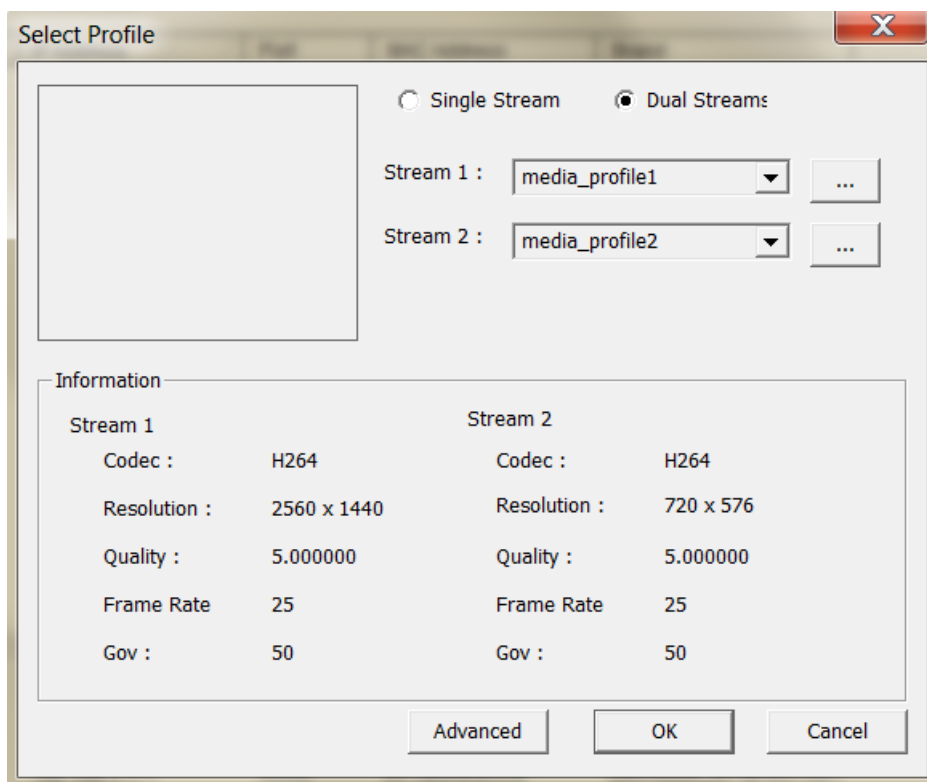 Select Profile
X
Single Stream Dual Streams
Stream 1 : media_profile1 ...
Stream 2 : media_profile2 ...
Information
Stream 1 Stream 2
Codec : H264 Codec : H264
Resolution : 2560 x 1440 Resolution : 720 x 576
Quality : 5.000000 Quality : 5.000000
Frame Rate 25 Frame Rate 25
Gov : 50 Gov : 50
Advanced OK Cancel